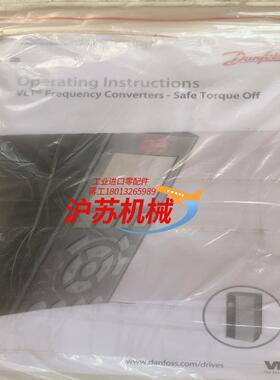 Danfoss
Operating Instructions
VLT® Frequency Converters - Safe Torque Off
工业进口零配件
蒋工18013265989
沪苏机械
www.danfoss.com/drives